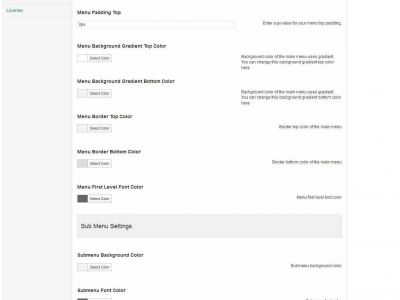 License
Menu Padding Top
Enter a px value for your menu top padding.
Menu Background Gradient Top Color
Select Color
Background color of the main menu uses gradient.
You can change this background gradient top color
here
Menu Background Gradient Bottom Color
Select Color
Background color of the main menu uses gradient.
You can change this background gradient bottom color
here
Menu Border Top Color
Select Color
Border top color of the main menu
Menu Border Bottom Color
Select Color
Border bottom color of the main menu
Menu First Level Font Color
Select Color
Menu first level font color
Sub Menu Settings
Submenu Background Color
Select Color
Submenu background color
Submenu Font Color
Select Color
Submenu font color